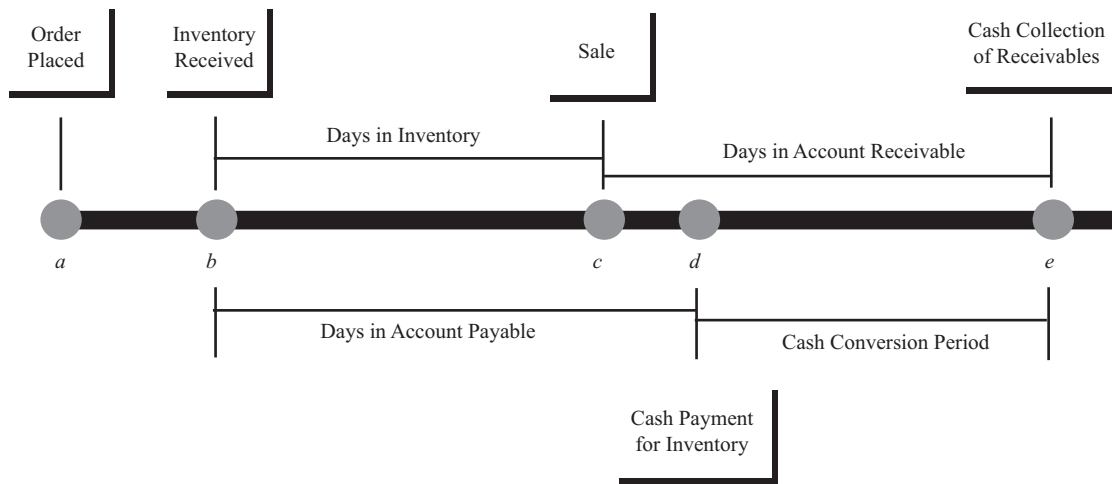 Order
Placed
Inventory
Received
Sale
Cash Collection
of Receivables
Days in Inventory
Days in Account Receivable
a
b
c
d
e
Days in Account Payable
Cash Conversion Period
Cash Payment
for Inventory